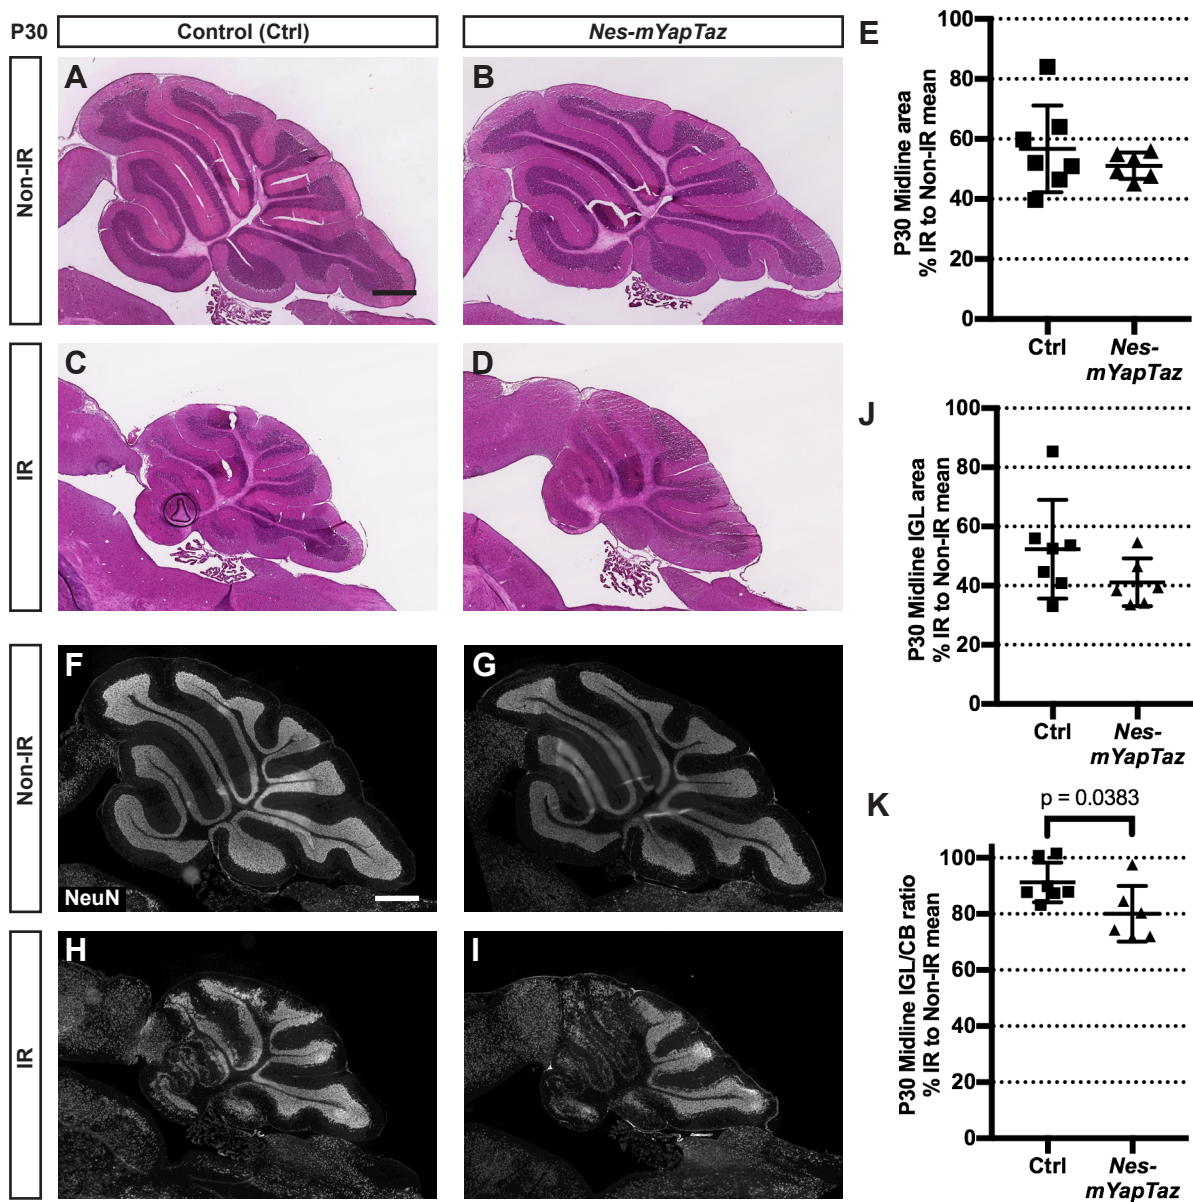 P30
Control (Ctrl)
Nes-mYapTaz
Non-IR
A
B
IR
C
D
Non-IR
F
NeuN
G
IR
H
I
E
P30 Midline area
% IR to Non-IR mean
100
80
60
40
20
0
Ctrl
Nes-
mYapTaz
J
P30 Midline IGL area
% IR to Non-IR mean
100
80
60
40
20
0
Ctrl
Nes-
mYapTaz
K
p = 0.0383
P30 Midline IGL/CB ratio
% IR to Non-IR mean
100
80
60
40
20
0
Ctrl
Nes-
mYapTaz